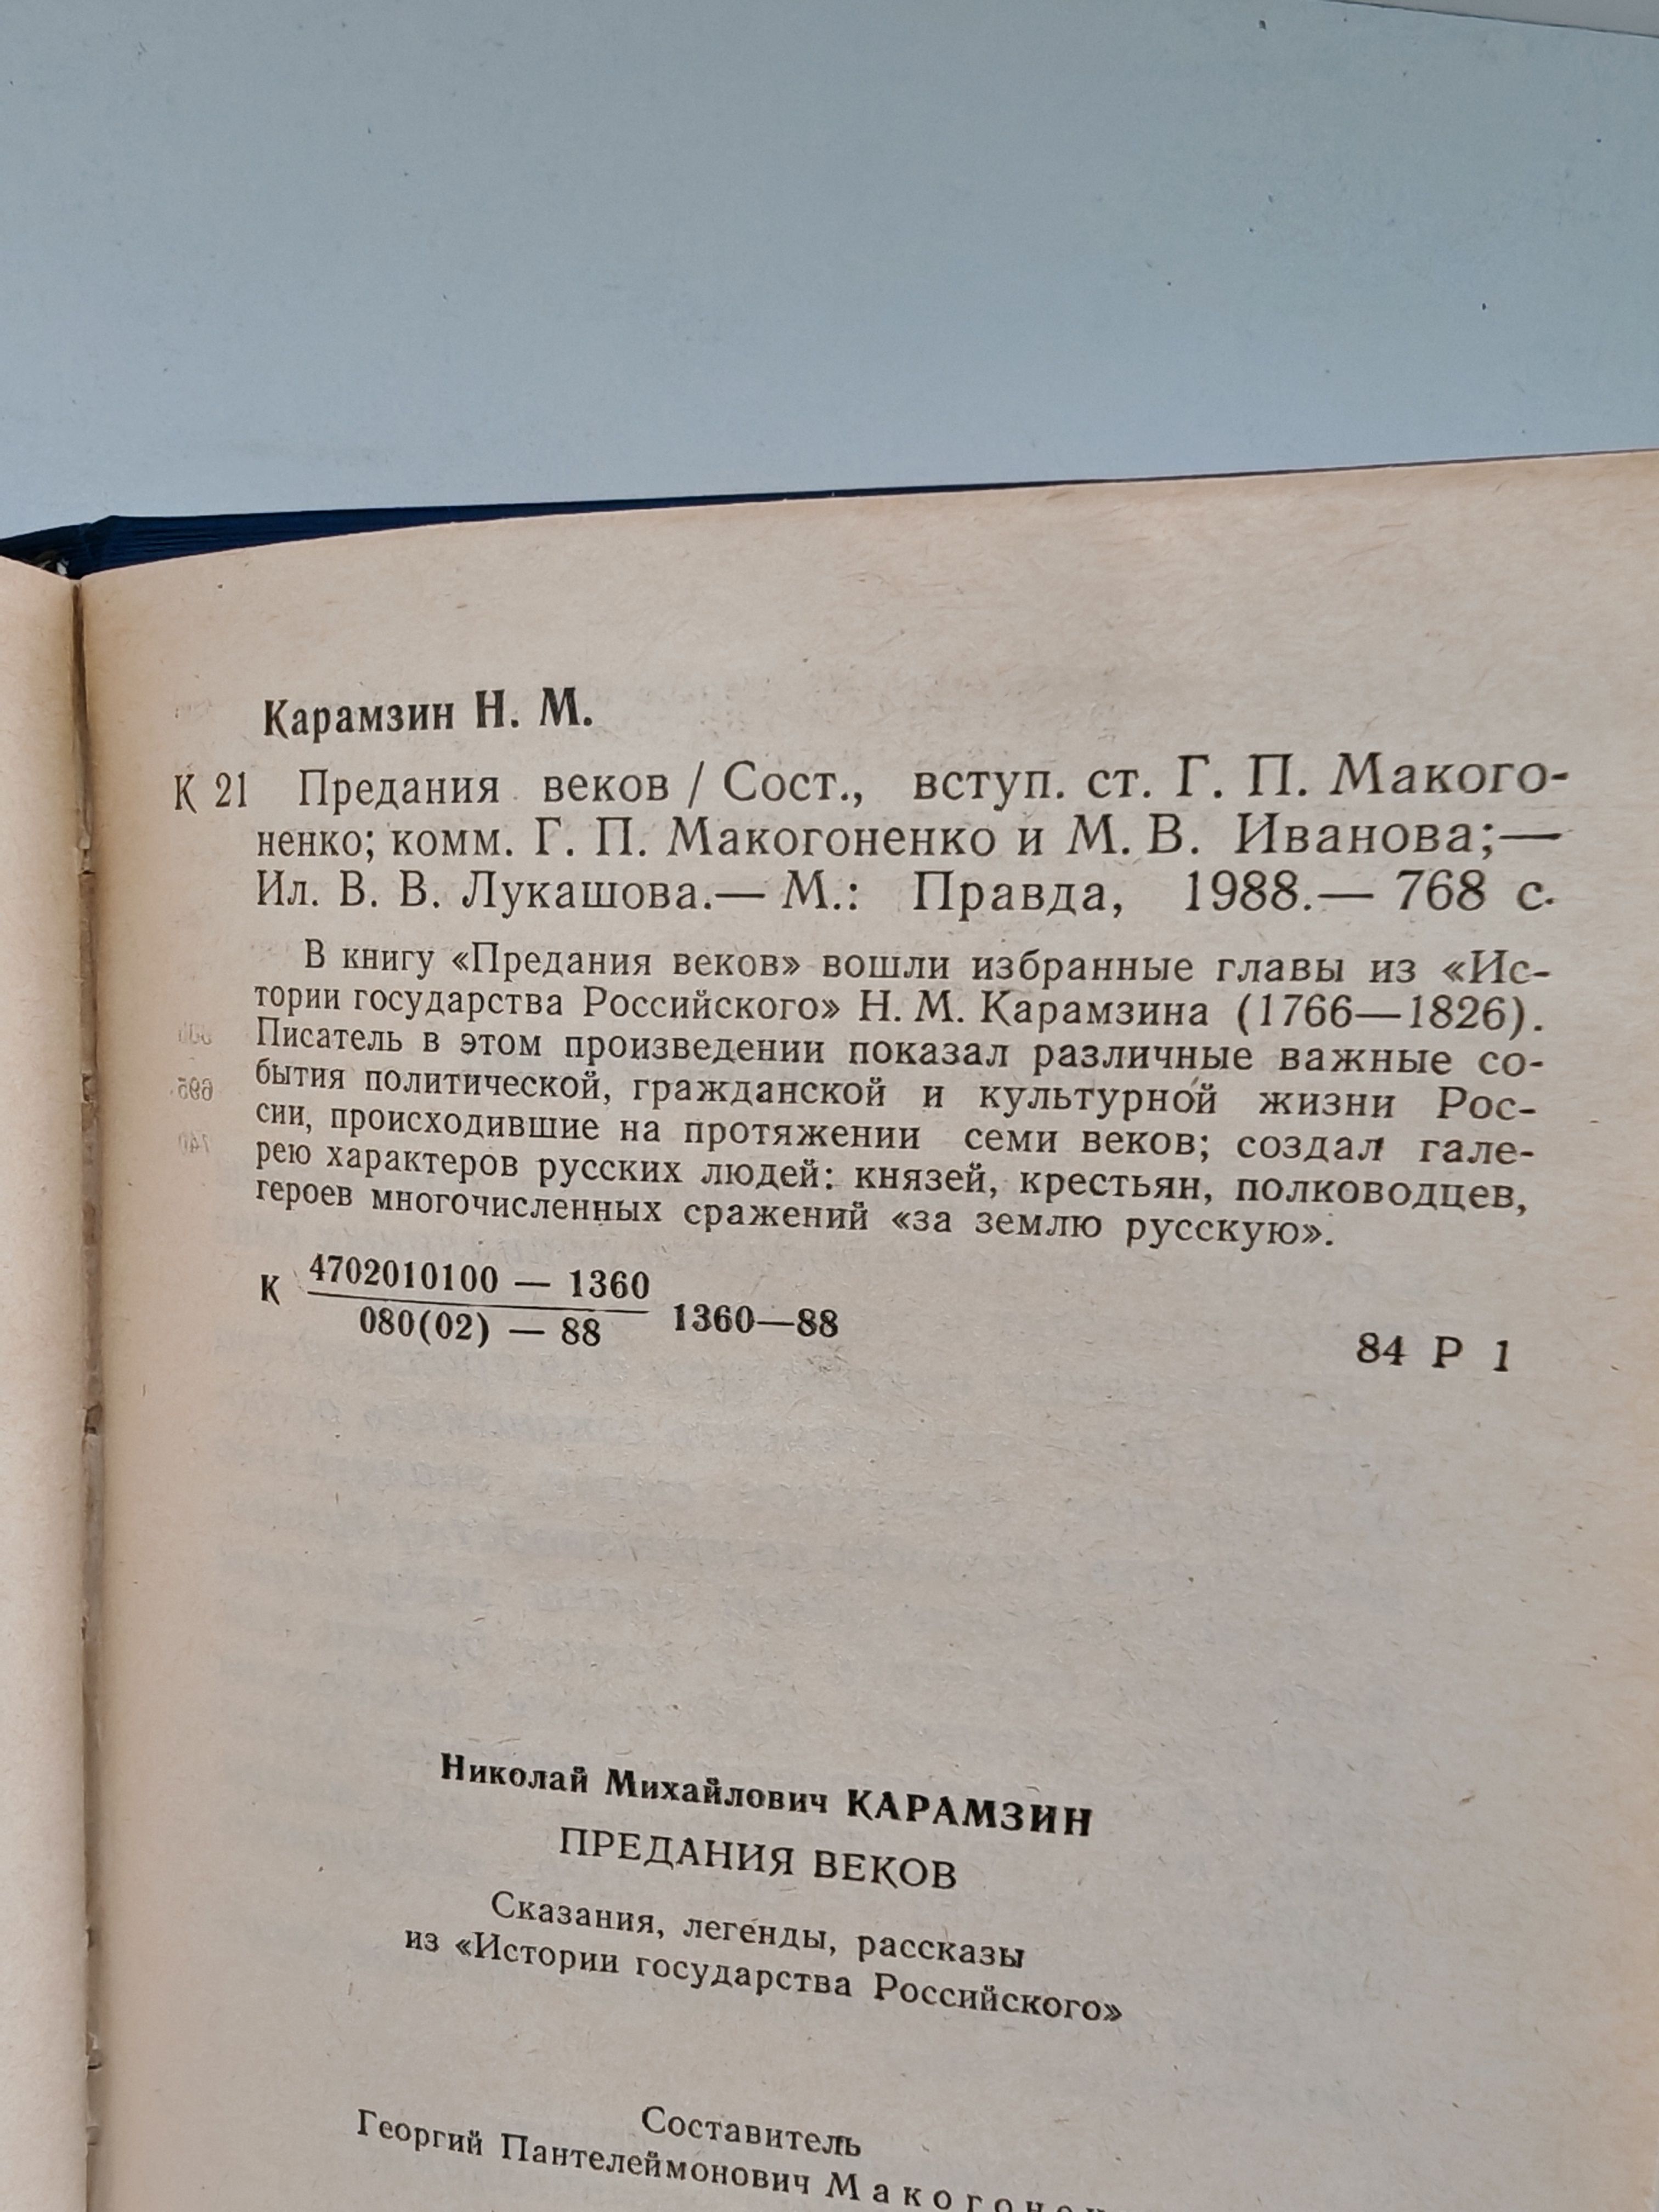 Карамзин Н. М.
К 21 Предания веков / Сост., вступ. ст. Г. П. Макого-
ненко; комм. Г. П. Макогоненко и М. В. Иванова;—
Ил. В. В. Лукашова.— М.: Правда, 1988.— 768 с.
В книгу «Предания веков» вошли избранные главы из «Ис-
тории государства Российского» Н. М. Карамзина (1766—1826).
Писатель в этом произведении показал различные важные со-
бытия политической, гражданской и культурной жизни Рос-
сии, происходившие на протяжении семи веков; создал гале-
рею характеров русских людей: князей, крестьян, полководцев,
героев многочисленных сражений «за землю русскую».
К 4702010100 — 1360
080(02) — 88 1360—88
84 Р 1
Николай Михайлович КАРАМЗИН
ПРЕДАНИЯ ВЕКОВ
Сказания, легенды, рассказы
из «Истории государства Российского»
Составитель
Георгий Пантелеймонович